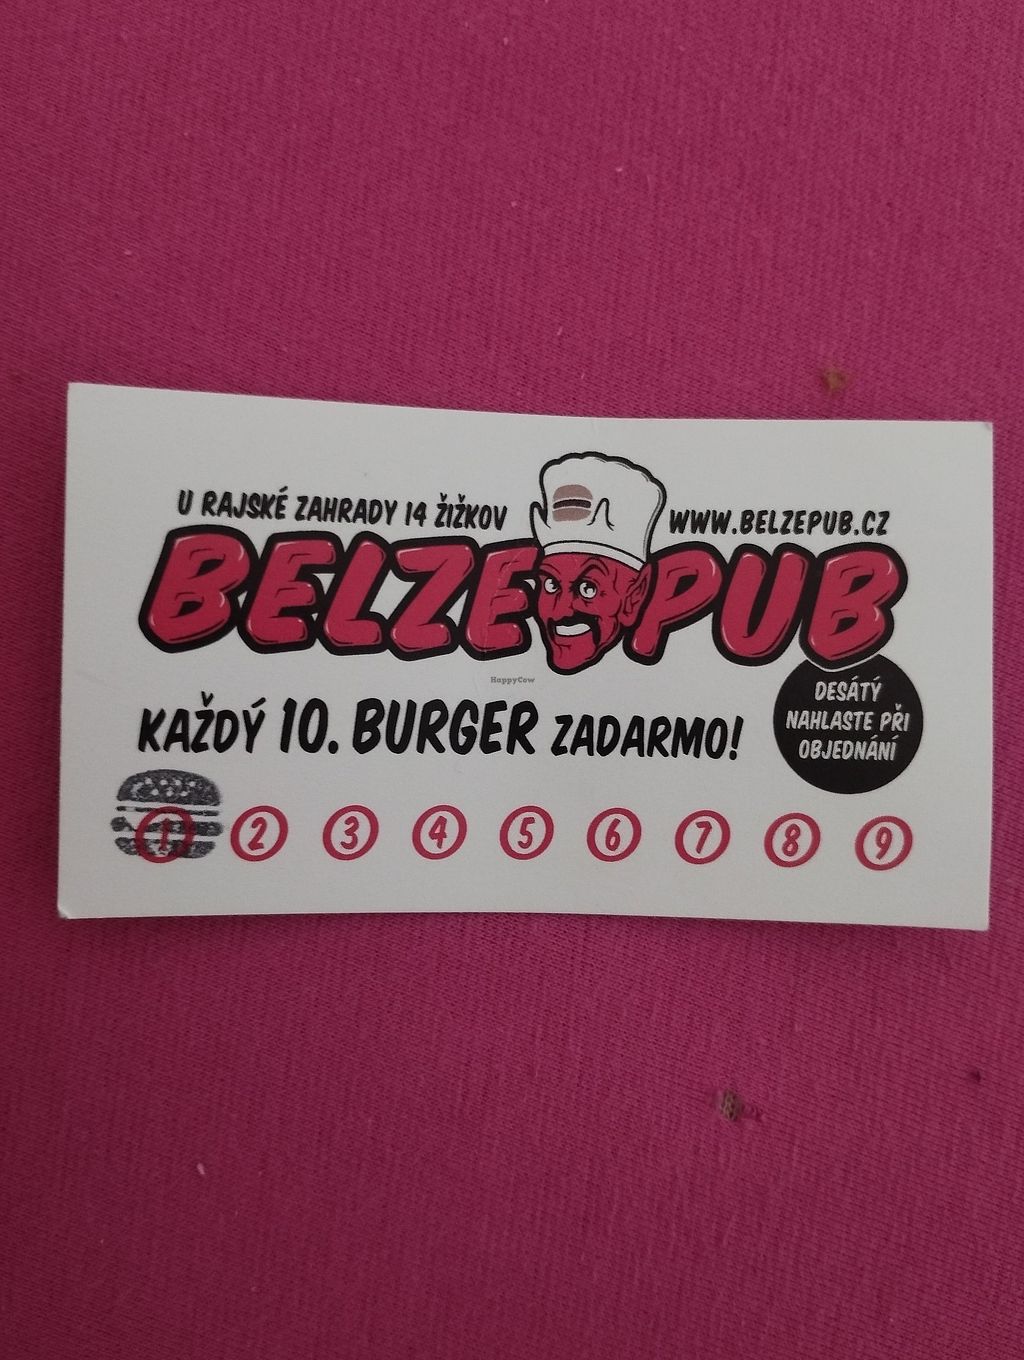 U RAJSKÉ ZAHRADY 14 ŽIŽKOV
WWW.BELZEPUB.CZ
BELZEPUB
HappyCow
KAŽDÝ 10. BURGER ZADARMO!
DESÁTÝ
NAHLASTE PŘI
OBJEDNÁNÍ
1 2 3 4 5 6 7 8 9